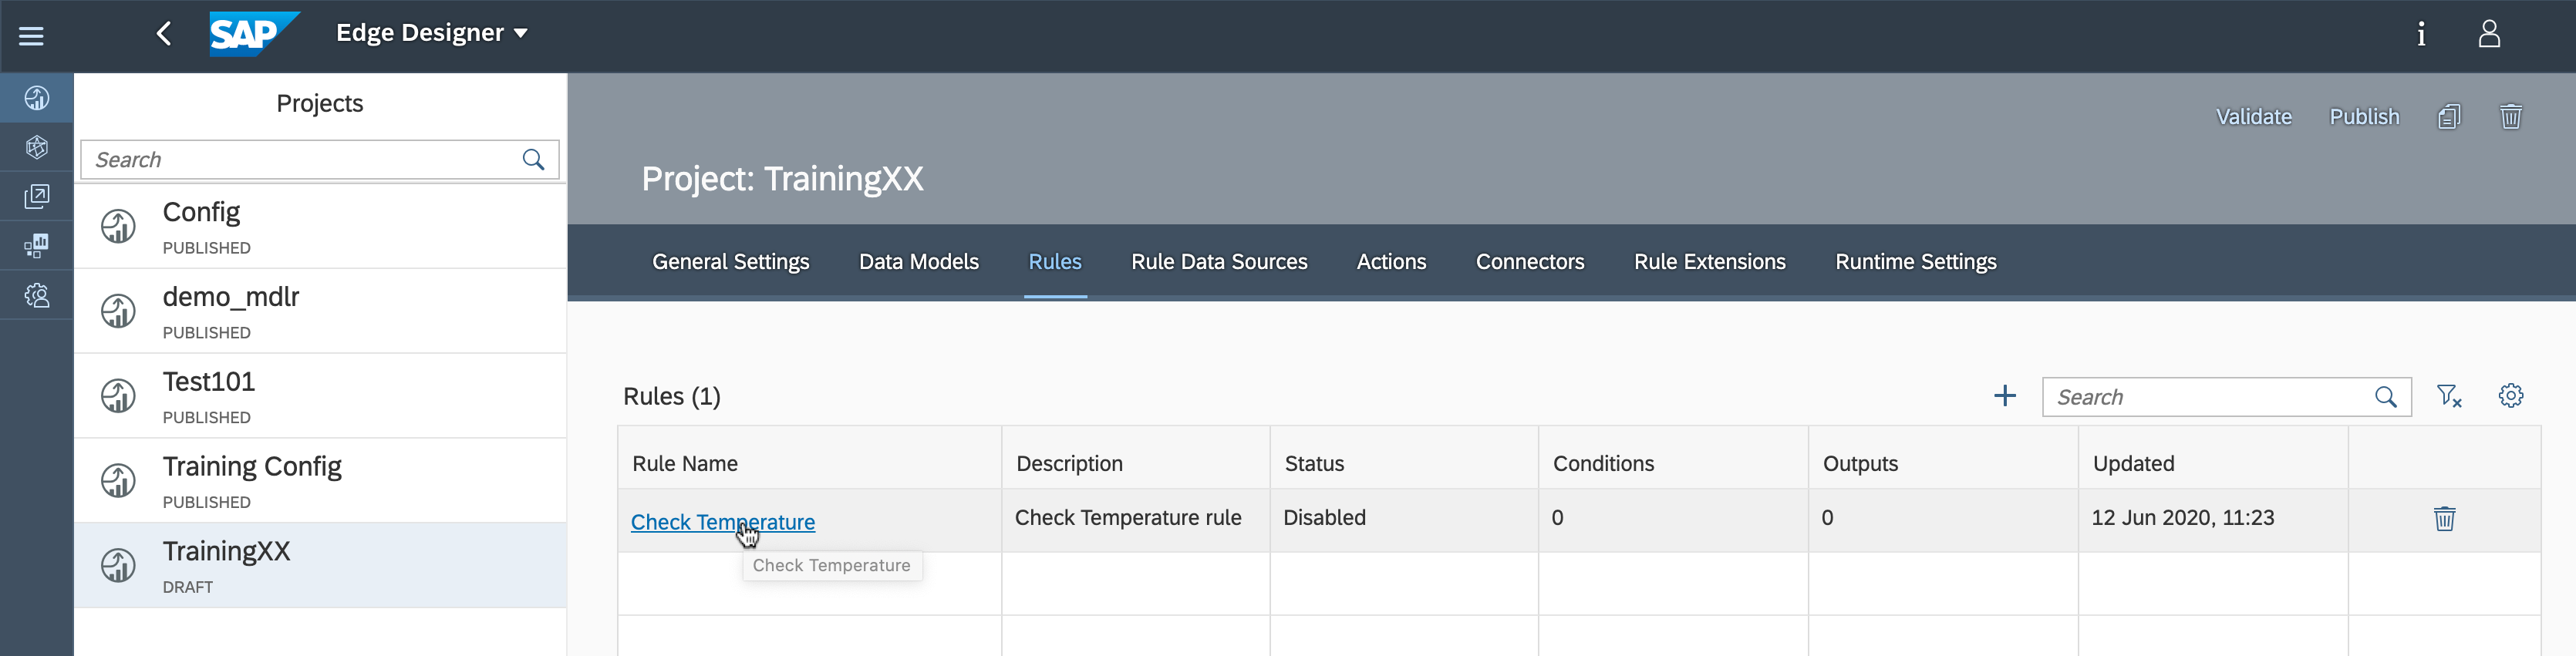 SAP Edge Designer
Projects
Search
Config
PUBLISHED
demo_mdlr
PUBLISHED
Test101
PUBLISHED
Training Config
PUBLISHED
TrainingXX
DRAFT
Validate Publish
Project: TrainingXX
General Settings Data Models Rules Rule Data Sources Actions Connectors Rule Extensions Runtime Settings
Rules (1)
Search
Rule Name Description Status Conditions Outputs Updated
Check Temperature Check Temperature rule Disabled 0 0 12 Jun 2020, 11:23
Check Temperature